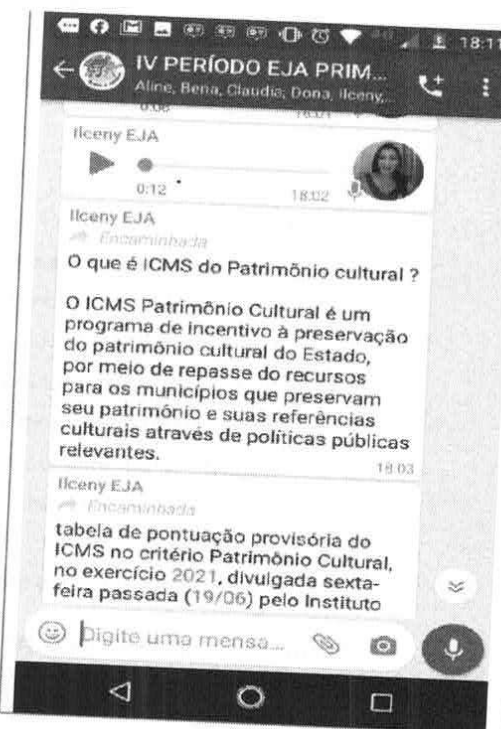 18:11
IV PERÍODO EJA PRIM...
Aline, Bena, Claudia, Dona, Ilceny,...
0:08
18:01
Ilceny EJA
0:12
18:02
Ilceny EJA
Encaminhada
O que é ICMS do Patrimônio cultural ?
O ICMS Patrimônio Cultural é um
programa de incentivo à preservação
do patrimônio cultural do Estado,
por meio de repasse do recursos
para os municípios que preservam
seu patrimônio e suas referências
culturais através de políticas públicas
relevantes.
18:03
Ilceny EJA
Encaminhada
tabela de pontuação provisória do
ICMS no critério Patrimônio Cultural,
no exercício 2021, divulgada sexta-
feira passada (19/06) pelo Instituto
Digite uma mensa...